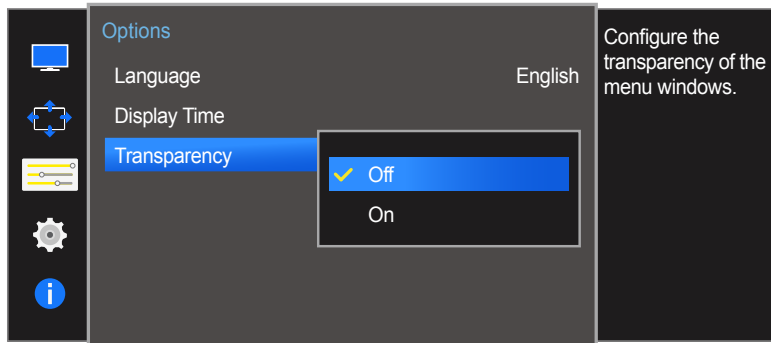 Options
Language English
Display Time
Transparency
Off
On
Configure the
transparency of the
menu windows.